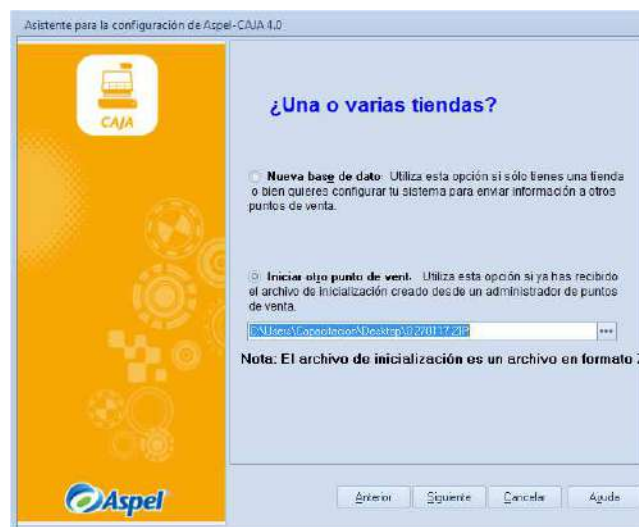 Asistente para la configuración de Aspel-CAJA 4.0
CAJA
¿Una o varias tiendas?
Nueva base de dato Utiliza esta opción si sólo tienes una tienda
o bien quieres configurar tu sistema para enviar información a otros
puntos de venta.
Iniciar otro punto de vent. Utiliza esta opción si ya has recibido
el archivo de inicialización creado desde un administrador de puntos
de venta.
C:\Users\Capacitacion\Desktop\
Nota: El archivo de inicialización es un archivo en formato Z
Aspel
Anterior Siguiente Cancelar Ayuda